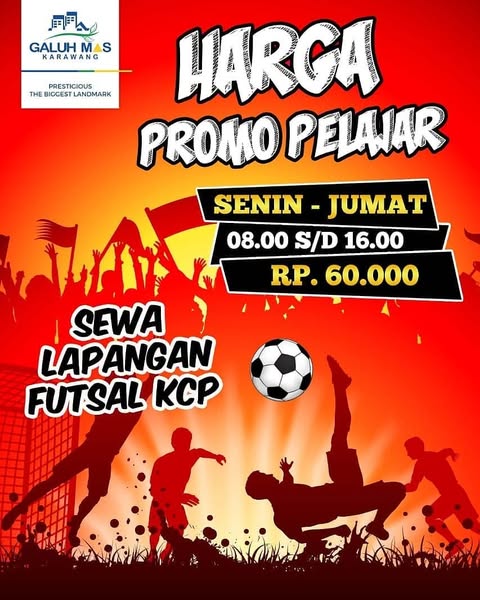 GALUH MAS
KARAWANG
PRESTIGIOUS
THE BIGGEST LANDMARK
HARGA
PROMO PELAJAR
SENIN - JUMAT
08.00 S/D 16.00
RP. 60.000
SEWA
LAPANGAN
FUTSAL KCP